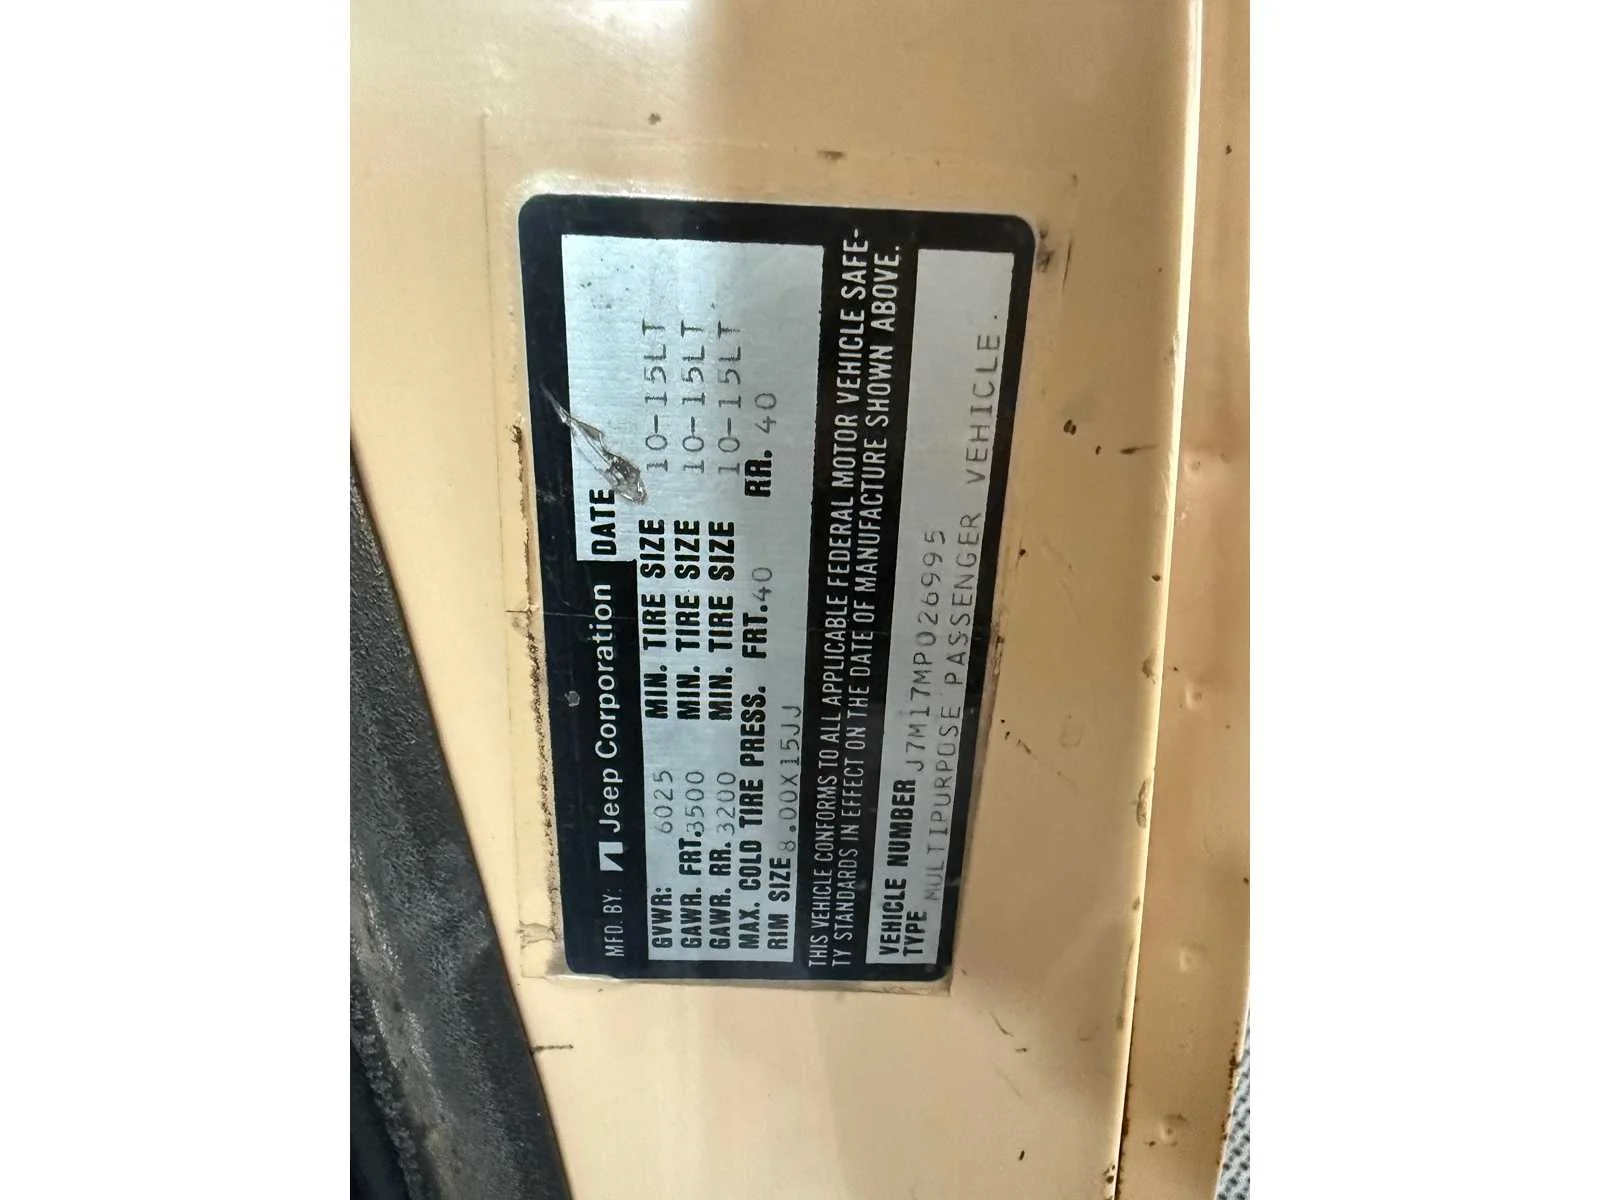 MFD. BY: Jeep Corporation DATE
GVWR: 6025 MIN. TIRE SIZE 10-15LT
GAWR. FRT. 3500 MIN. TIRE SIZE 10-15LT
GAWR. RR. 3200 MIN. TIRE SIZE 10-15LT
MAX. COLD TIRE PRESS. FRT. 40 RR. 40
RIM SIZE 8.00X15JJ
THIS VEHICLE CONFORMS TO ALL APPLICABLE FEDERAL MOTOR VEHICLE SAFE-
TY STANDARDS IN EFFECT ON THE DATE OF MANUFACTURE SHOWN ABOVE.
VEHICLE NUMBER J7M17MP026995
TYPE MULTIPURPOSE PASSENGER VEHICLE.